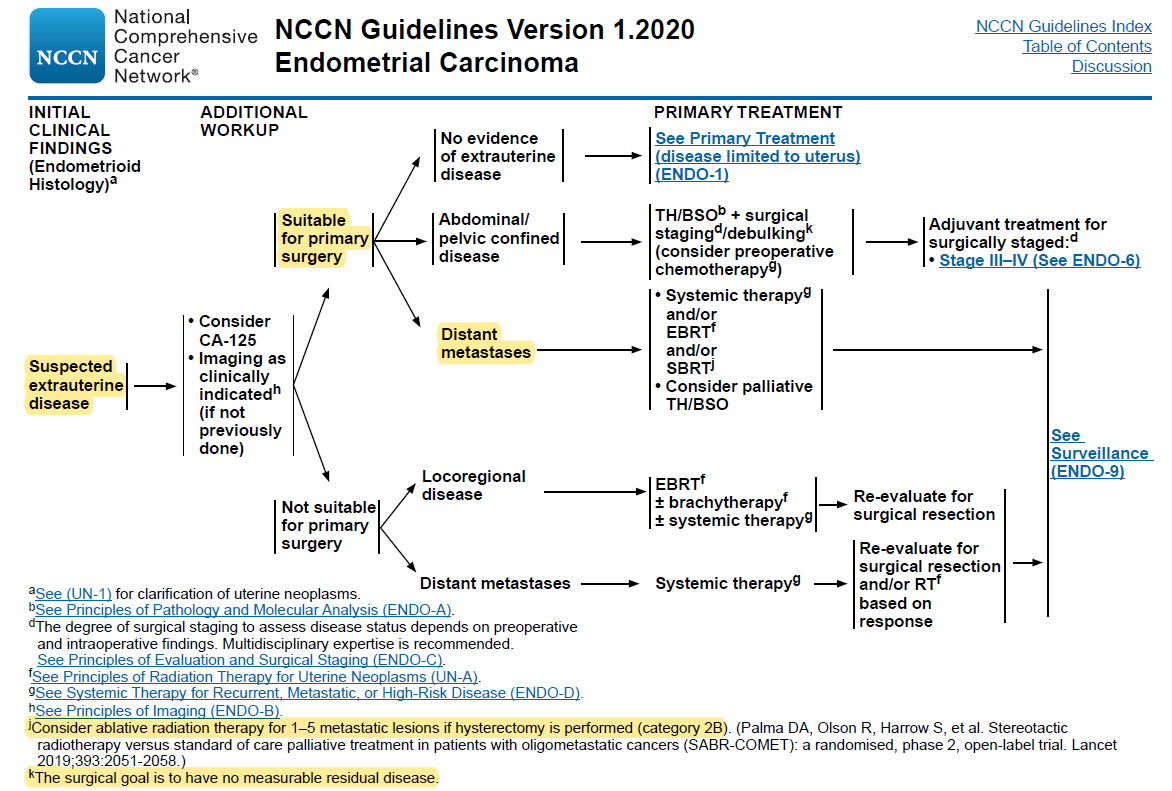 NCCN
National
Comprehensive
Cancer
Network®
NCCN Guidelines Version 1.2020
Endometrial Carcinoma
NCCN Guidelines Index
Table of Contents
Discussion
INITIAL
CLINICAL
FINDINGS
(Endometrioid
Histology)a
ADDITIONAL
WORKUP
PRIMARY TREATMENT
Suspected
extrauterine
disease
• Consider
CA-125
• Imaging as
clinically
indicatedh
(if not
previously
done)
Suitable
for primary
surgery
No evidence
of extrauterine
disease
See Primary Treatment
(disease limited to uterus)
(ENDO-1)
Abdominal/
pelvic confined
disease
TH/BSOb + surgical
stagingd/debulkingk
(consider preoperative
chemotherapyg)
Adjuvant treatment for
surgically staged:d
• Stage III–IV (See ENDO-6)
Distant
metastases
• Systemic therapyg
and/or
EBRTf
and/or
SBRTj
• Consider palliative
TH/BSO
Not suitable
for primary
surgery
Locoregional
disease
EBRTf
± brachytherapyf
± systemic therapyg
Re-evaluate for
surgical resection
Distant metastases
Systemic therapyg
Re-evaluate for
surgical resection
and/or RTf
based on
response
See
Surveillance
(ENDO-9)
aSee (UN-1) for clarification of uterine neoplasms.
bSee Principles of Pathology and Molecular Analysis (ENDO-A).
dThe degree of surgical staging to assess disease status depends on preoperative
and intraoperative findings. Multidisciplinary expertise is recommended.
See Principles of Evaluation and Surgical Staging (ENDO-C).
fSee Principles of Radiation Therapy for Uterine Neoplasms (UN-A).
gSee Systemic Therapy for Recurrent, Metastatic, or High-Risk Disease (ENDO-D).
hSee Principles of Imaging (ENDO-B).
jConsider ablative radiation therapy for 1–5 metastatic lesions if hysterectomy is performed (category 2B). (Palma DA, Olson R, Harrow S, et al. Stereotactic
radiotherapy versus standard of care palliative treatment in patients with oligometastatic cancers (SABR-COMET): a randomised, phase 2, open-label trial. Lancet
2019;393:2051-2058.)
kThe surgical goal is to have no measurable residual disease.